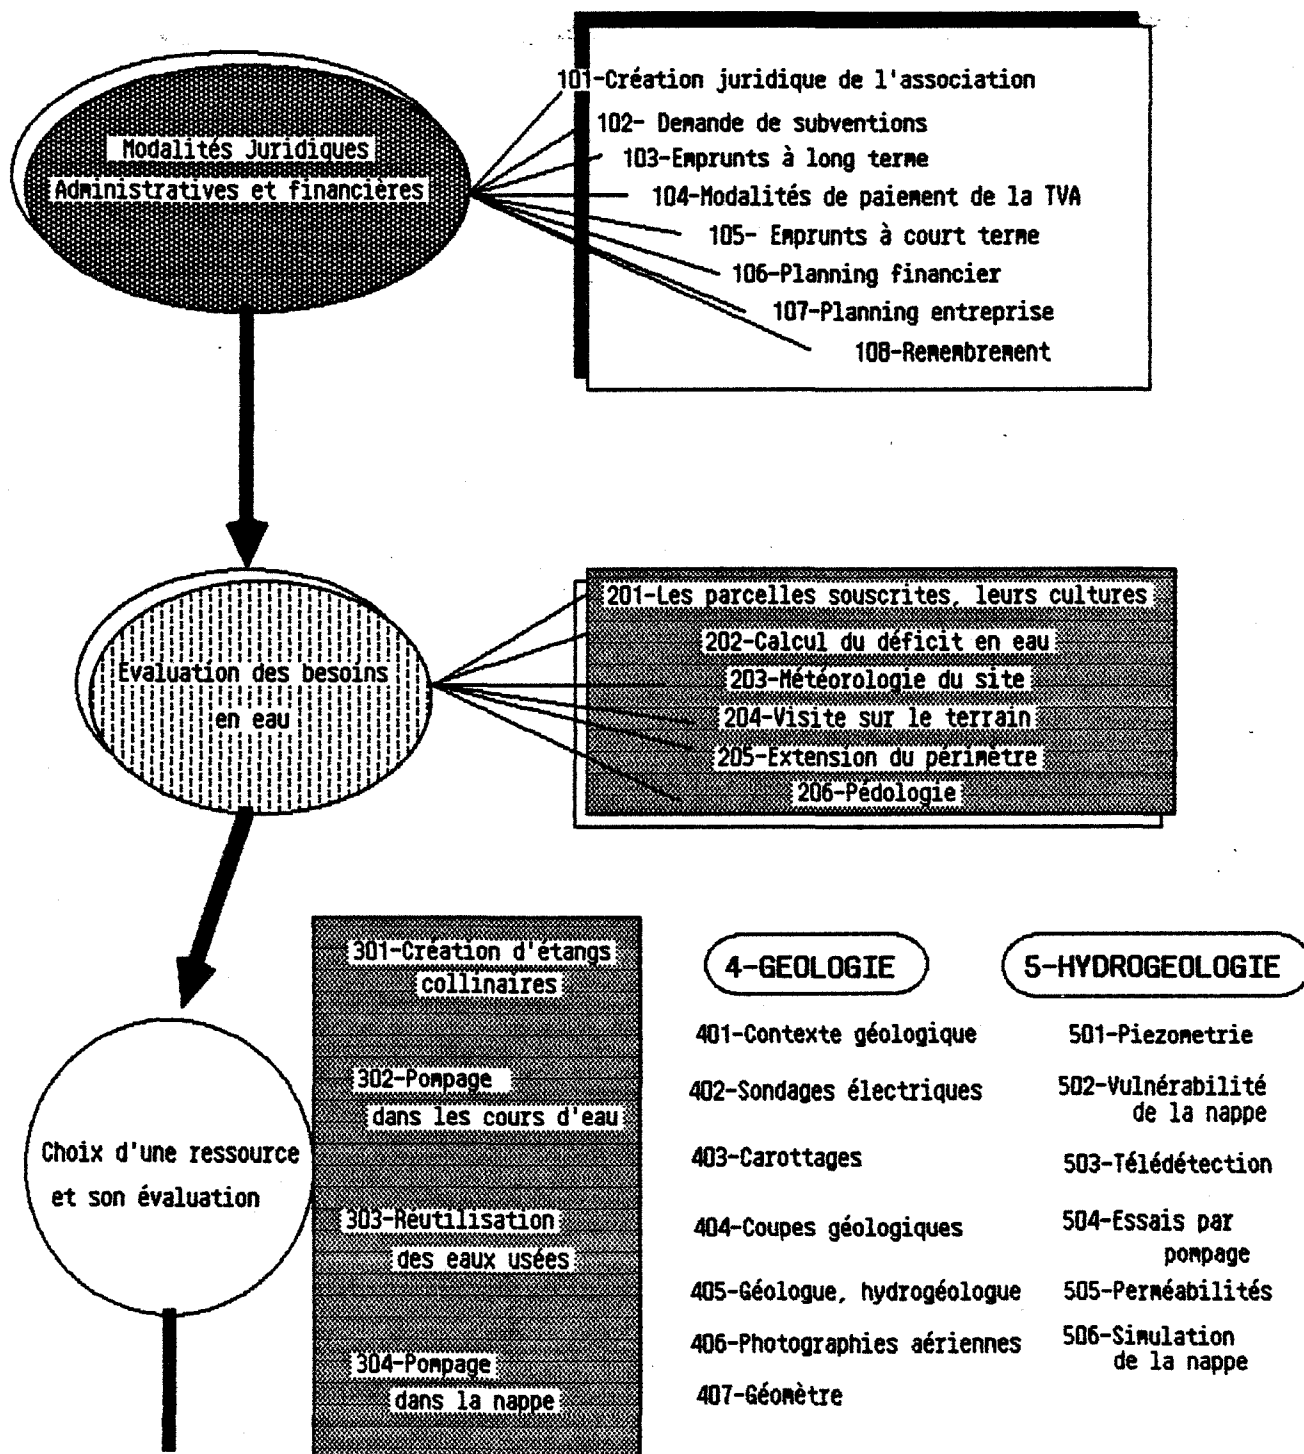 Modalités Juridiques
Administratives et financières
101-Création juridique de l'association
102- Demande de subventions
103-Emprunts à long terme
104-Modalités de paiement de la TVA
105- Emprunts à court terme
106-Planning financier
107-Planning entreprise
108-Remembrement
Evaluation des besoins
en eau
201-Les parcelles souscrites, leurs cultures
202-Calcul du déficit en eau
203-Météorologie du site
204-Visite sur le terrain
205-Extension du périmètre
206-Pédologie
Choix d'une ressource
et son évaluation
301-Création d'étangs
collinaires
302-Pompage
dans les cours d'eau
303-Réutilisation
des eaux usées
304-Pompage
dans la nappe
4-GEOLOGIE
401-Contexte géologique
402-Sondages électriques
403-Carottages
404-Coupes géologiques
405-Géologue, hydrogéologue
406-Photographies aériennes
407-Géomètre
5-HYDROGEOLOGIE
501-Piezometrie
502-Vulnérabilité
de la nappe
503-Télédétection
504-Essais par
pompage
505-Perméabilités
506-Simulation
de la nappe